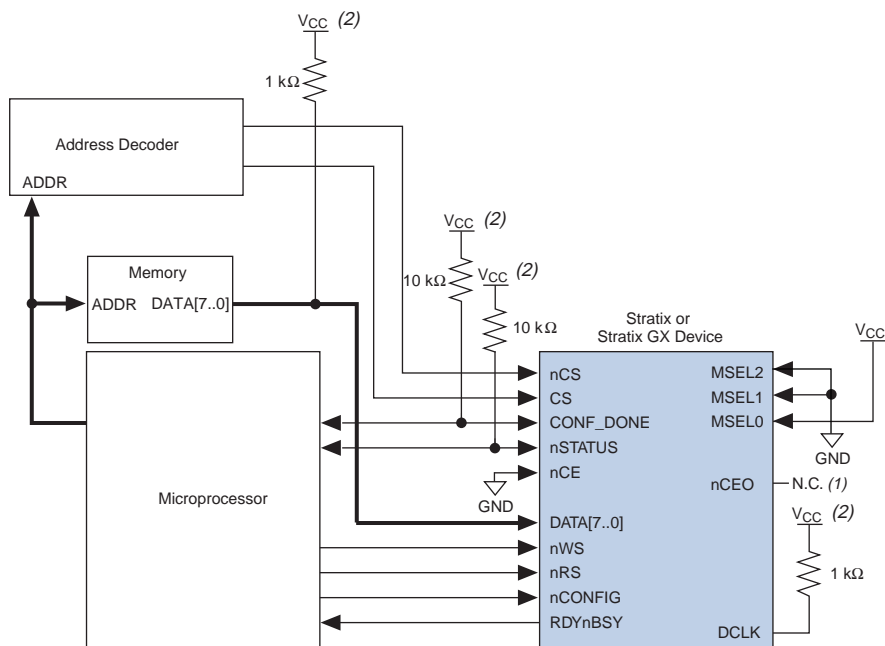 VCC (2)
1 kΩ
Address Decoder
ADDR
VCC (2)
10 kΩ
VCC (2)
10 kΩ
Memory
ADDR DATA[7..0]
Stratix or
Stratix GX Device
VCC
nCS
CS
CONF_DONE
nSTATUS
nCE
GND
DATA[7..0]
nWS
nRS
nCONFIG
RDYnBSY
MSEL2
MSEL1
MSEL0
GND
nCEO
N.C. (1)
VCC (2)
1 kΩ
DCLK
Microprocessor